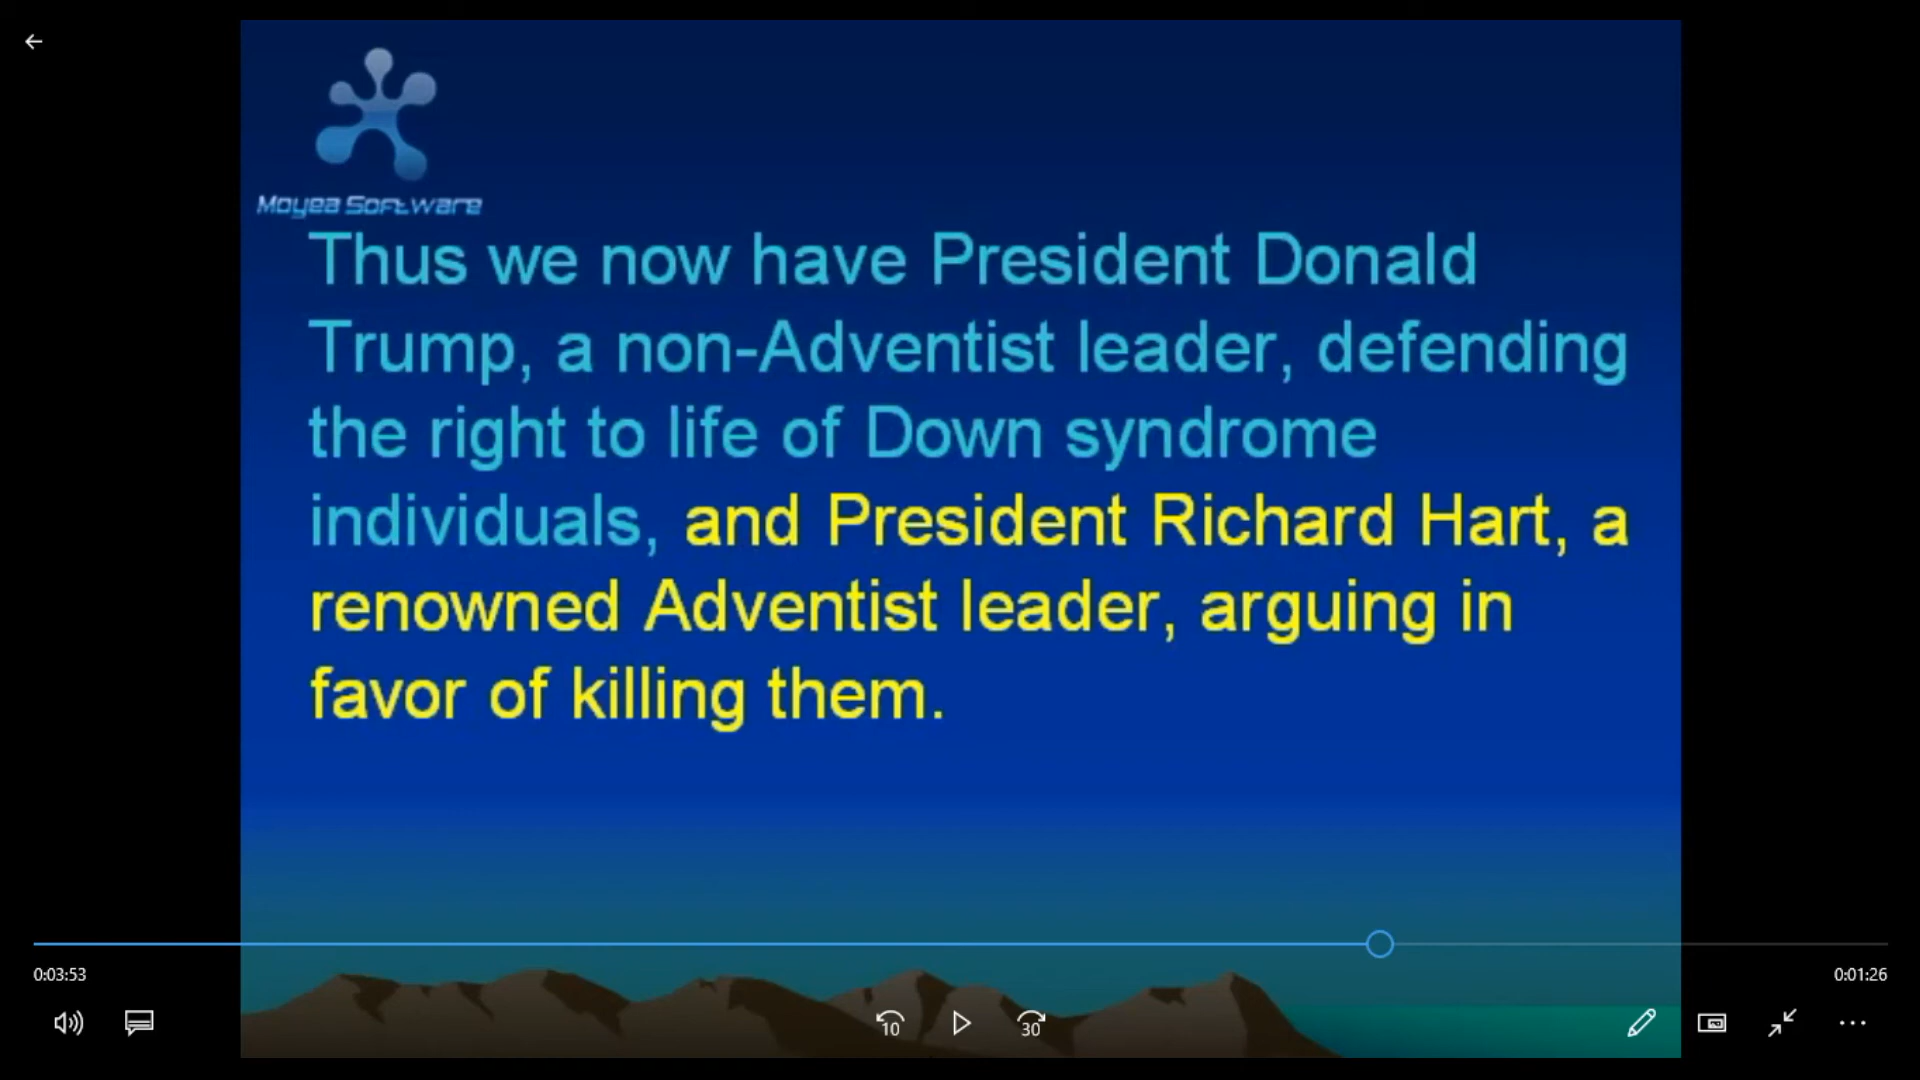 Moyea Software
Thus we now have President Donald
Trump, a non-Adventist leader, defending
the right to life of Down syndrome
individuals, and President Richard Hart, a
renowned Adventist leader, arguing in
favor of killing them.
0:03:53
0:01:26
10
30